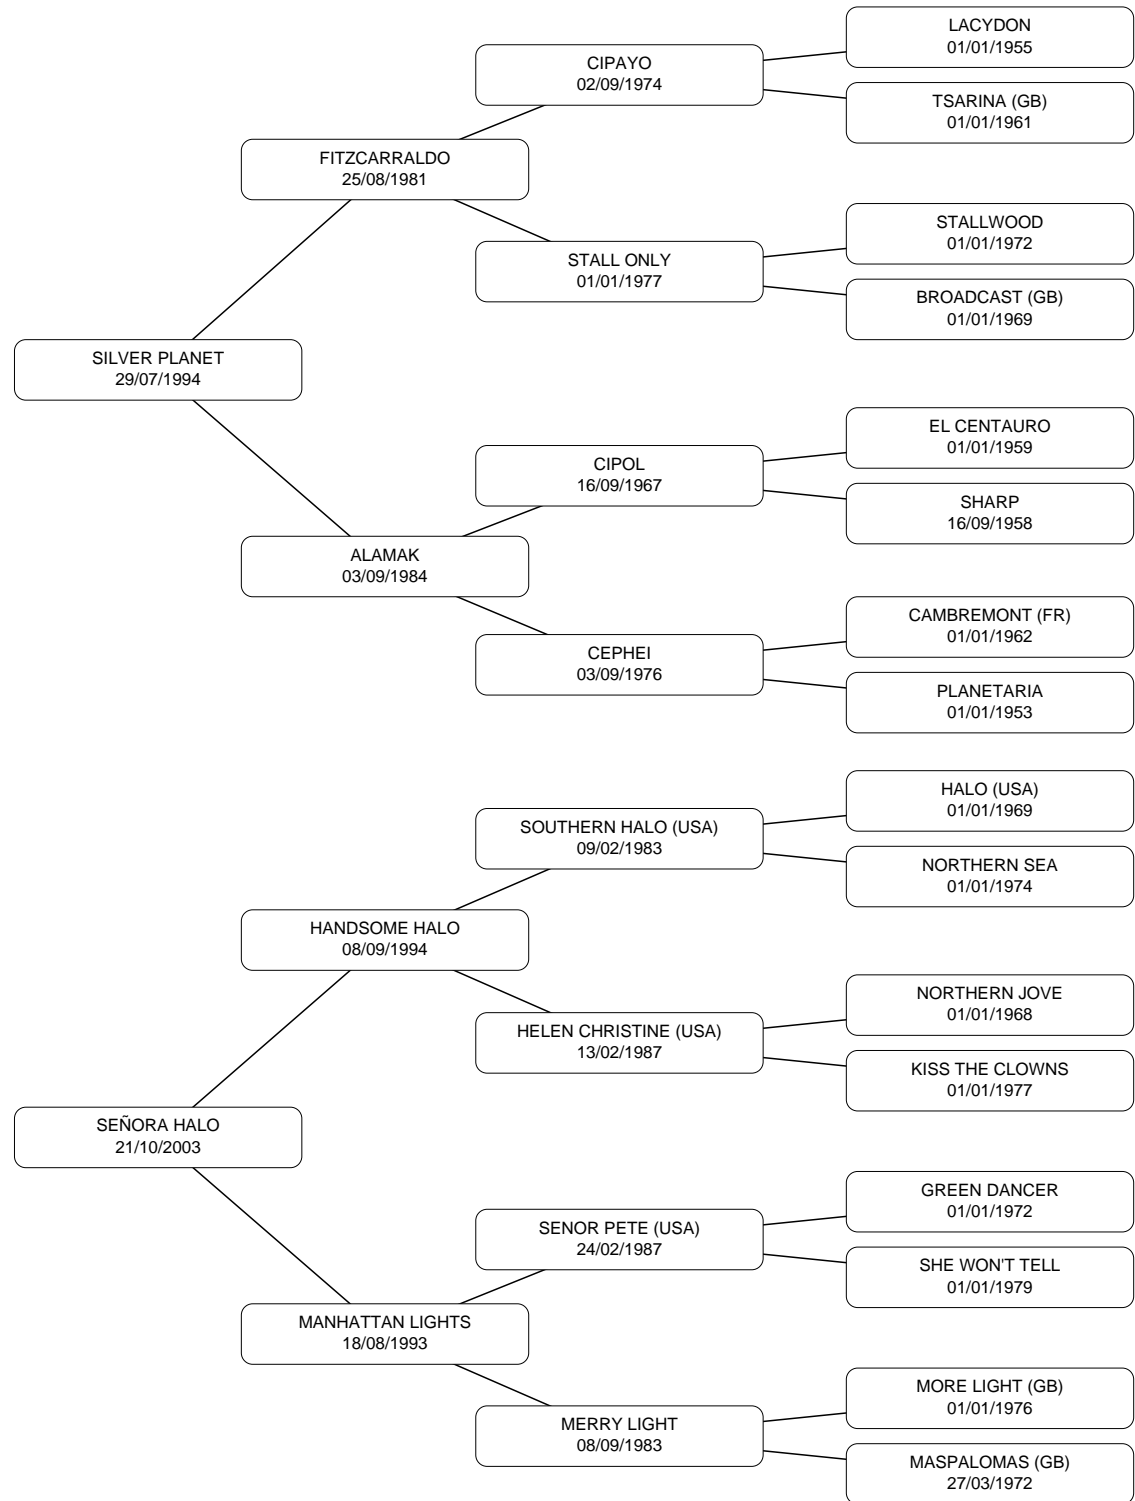 LACYDON
01/01/1955
CIPAYO
02/09/1974
TSARINA (GB)
01/01/1961
FITZCARRALDO
25/08/1981
STALLWOOD
01/01/1972
STALL ONLY
01/01/1977
BROADCAST (GB)
01/01/1969
SILVER PLANET
29/07/1994
EL CENTAURO
01/01/1959
CIPOL
16/09/1967
SHARP
16/09/1958
ALAMAK
03/09/1984
CAMBREMONT (FR)
01/01/1962
CEPHEI
03/09/1976
PLANETARIA
01/01/1953
HALO (USA)
01/01/1969
SOUTHERN HALO (USA)
09/02/1983
NORTHERN SEA
01/01/1974
HANDSOME HALO
08/09/1994
NORTHERN JOVE
01/01/1968
HELEN CHRISTINE (USA)
13/02/1987
KISS THE CLOWNS
01/01/1977
SEÑORA HALO
21/10/2003
GREEN DANCER
01/01/1972
SENOR PETE (USA)
24/02/1987
SHE WON'T TELL
01/01/1979
MANHATTAN LIGHTS
18/08/1993
MORE LIGHT (GB)
01/01/1976
MERRY LIGHT
08/09/1983
MASPALOMAS (GB)
27/03/1972